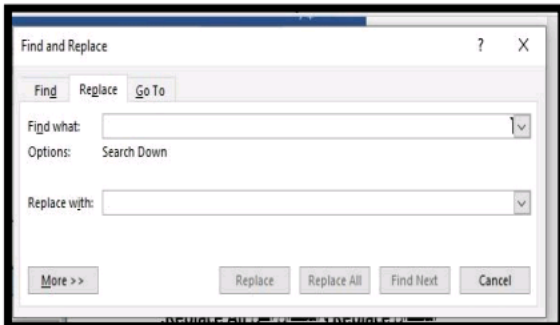 Find and Replace ? X
Find Replace Go To
Find what:
Options: Search Down
Replace with:
More >> Replace Replace All Find Next Cancel